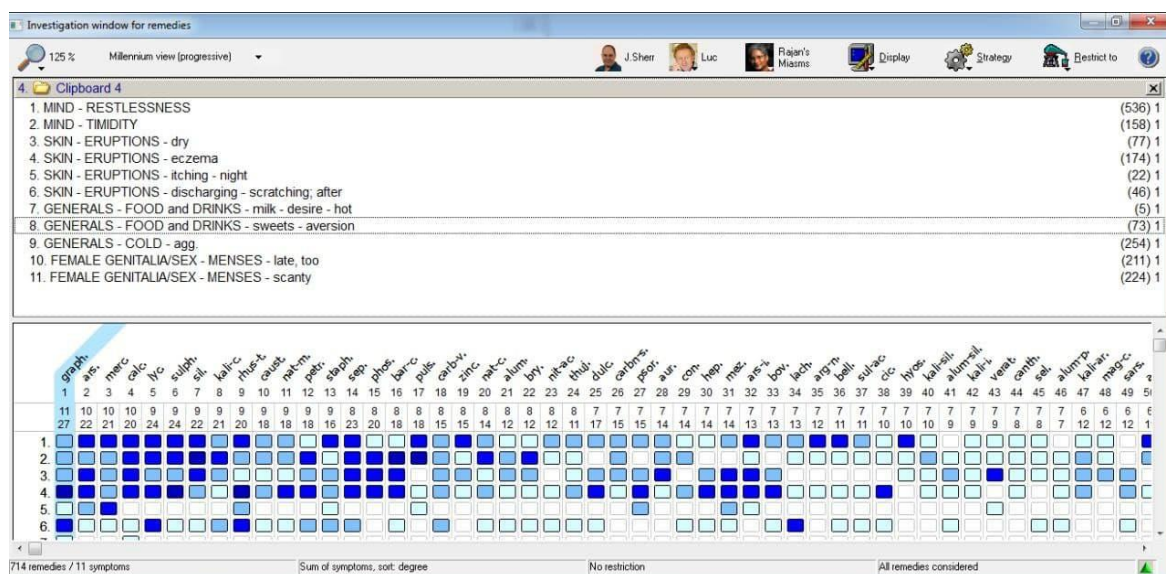 Investigation window for remedies
125 % Millennium view (progressive) J.Sherr Luc Rajan's Miasms Display Strategy Restrict to
4. Clipboard 4
1. MIND - RESTLESSNESS (536) 1
2. MIND - TIMIDITY (158) 1
3. SKIN - ERUPTIONS - dry (77) 1
4. SKIN - ERUPTIONS - eczema (174) 1
5. SKIN - ERUPTIONS - itching - night (22) 1
6. SKIN - ERUPTIONS - discharging - scratching; after (46) 1
7. GENERALS - FOOD and DRINKS - milk - desire - hot (5) 1
8. GENERALS - FOOD and DRINKS - sweets - aversion (73) 1
9. GENERALS - COLD - agg. (254) 1
10. FEMALE GENITALIA/SEX - MENSES - late, too (211) 1
11. FEMALE GENITALIA/SEX - MENSES - scanty (224) 1
graph. ars. merc. calc. lyc. sulph. sil. kali-c. rhus-t. caust. nat-m. petr. staph. sep. phos. bar-c. puls. carb-v. zinc. nat-c. alum. bry. nit-ac. thuj. dulc. carbn-s. psor. aur. con. hep. mez. ars-i. bov. lach. arg-n. bell. sul-ac. cic. hyos. kali-sil. alum-sil. kali-i. verat. canth. sel. alum-p. kali-ar. mag-c. sars.
1 2 3 4 5 6 7 8 9 10 11 12 13 14 15 16 17 18 19 20 21 22 23 24 25 26 27 28 29 30 31 32 33 34 35 36 37 38 39 40 41 42 43 44 45 46 47 48 49
11 10 10 10 9 9 9 9 9 9 9 9 9 8 8 8 8 8 8 8 8 8 8 8 7 7 7 7 7 7 7 7 7 7 7 7 7 7 7 7 7 7 7 7 7 7 6 6 6
27 22 21 20 24 24 22 21 20 18 18 18 16 23 20 18 18 15 15 14 12 12 12 11 17 15 15 14 14 14 14 13 13 12 12 11 11 10 10 10 9 9 9 8 8 7 12 12 12
1.
2.
3.
4.
5.
6.
714 remedies / 11 symptoms Sum of symptoms, sort: degree No restriction All remedies considered